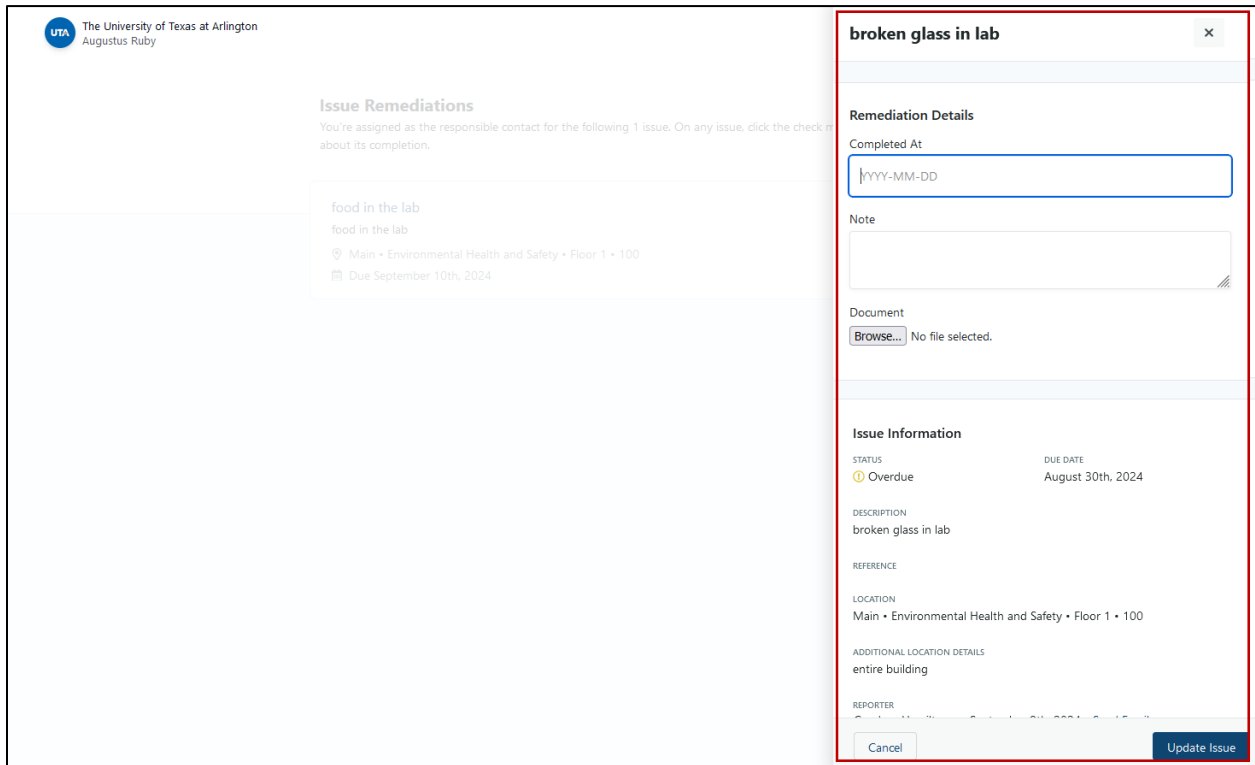 UTA
The University of Texas at Arlington
Augustus Ruby
Issue Remediations
You're assigned as the responsible contact for the following 1 issue. On any issue, click the check
about its completion.
food in the lab
food in the lab
Main • Environmental Health and Safety • Floor 1 • 100
Due September 10th, 2024
broken glass in lab
×
Remediation Details
Completed At
YYYY-MM-DD
Note
Document
Browse... No file selected.
Issue Information
STATUS DUE DATE
Overdue August 30th, 2024
DESCRIPTION
broken glass in lab
REFERENCE
LOCATION
Main • Environmental Health and Safety • Floor 1 • 100
ADDITIONAL LOCATION DETAILS
entire building
REPORTER
Cancel Update Issue